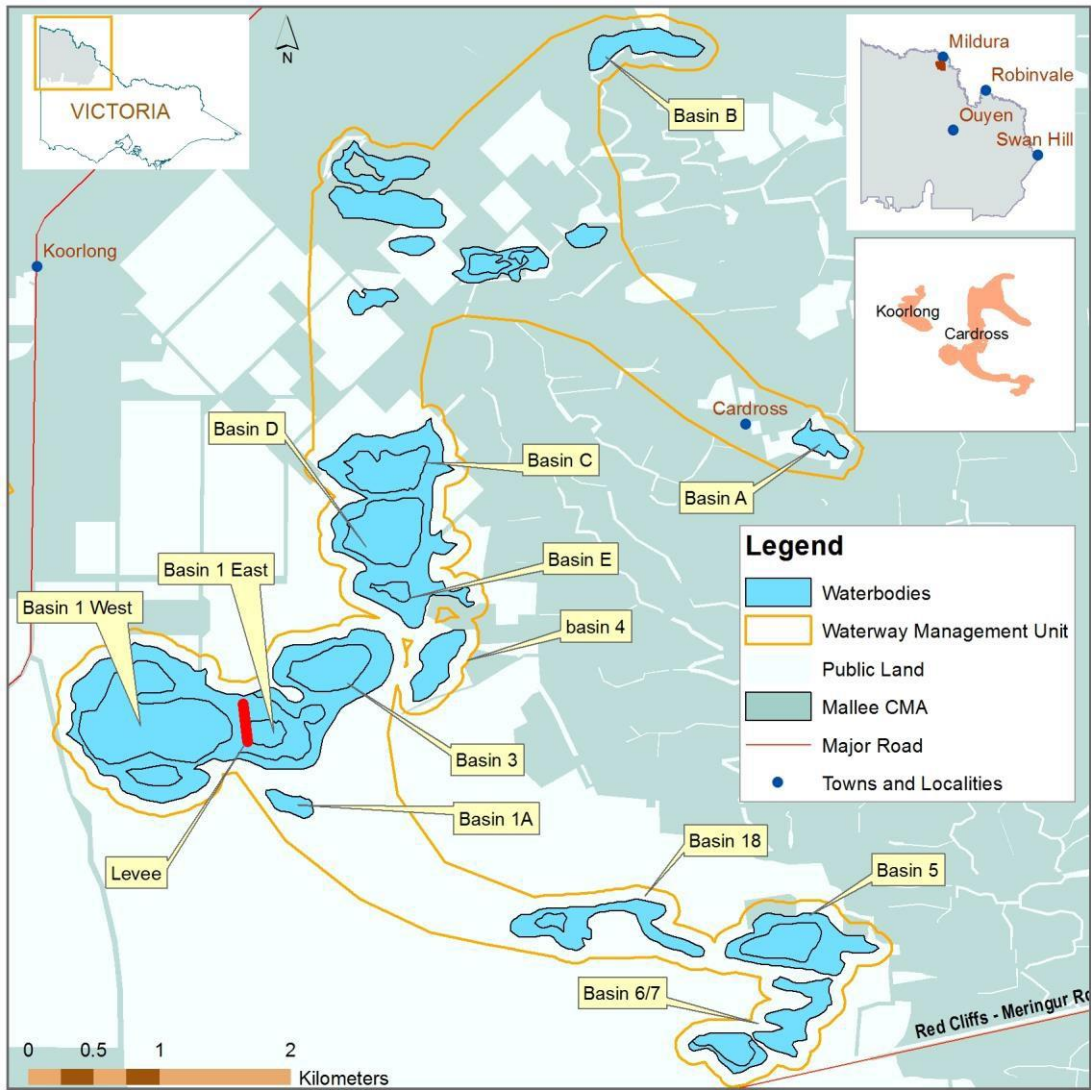 VICTORIA
N
Mildura
Robinvale
Ouyen
Swan Hill
Basin B
Koorlong
Koorlong
Cardross
Cardross
Basin D
Basin C
Basin A
Basin 1 East
Basin E
Basin 1 West
basin 4
Legend
Waterbodies
Waterway Management Unit
Public Land
Mallee CMA
Major Road
Towns and Localities
Basin 3
Basin 1A
Levee
Basin 18
Basin 5
Basin 6/7
Red Cliffs - Meringur Ro
0 0.5 1 2
Kilometers